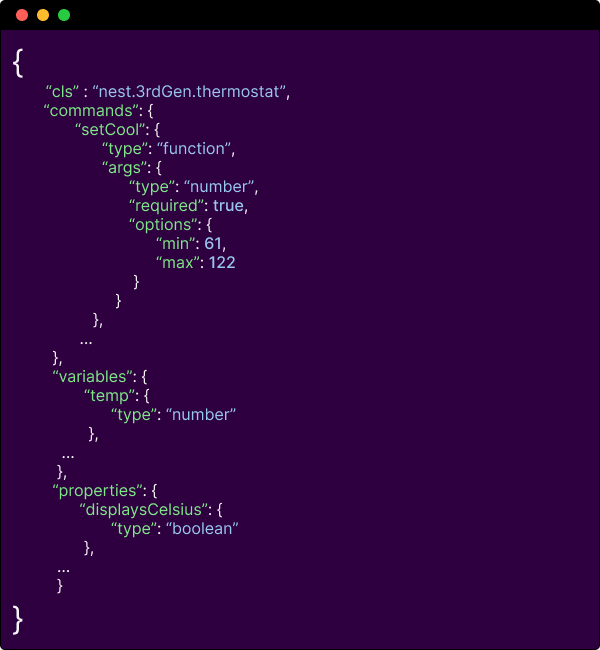 {
“cls” : “nest.3rdGen.thermostat”,
“commands”: {
“setCool”: {
“type”: “function”,
“args”: {
“type”: “number”,
“required”: true,
“options”: {
“min”: 61,
“max”: 122
}
}
},
...
},
“variables”: {
“temp”: {
“type”: “number”
},
...
},
“properties”: {
“displaysCelsius”: {
“type”: “boolean”
},
...
}
}